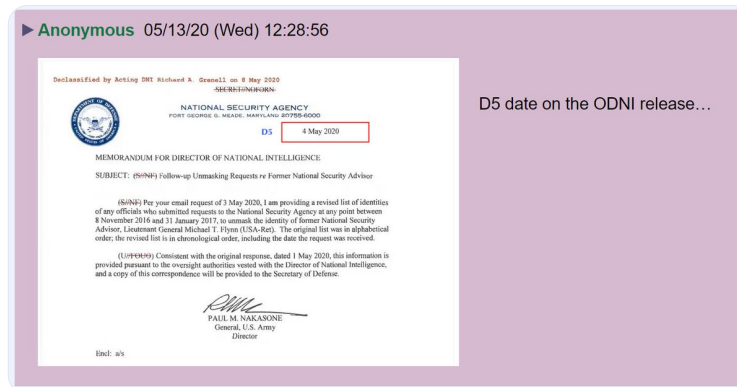 Anonymous 05/13/20 (Wed) 12:28:56
Declassified by Acting DNI Richard A. Grenell on 8 May 2020
SECRET//NOFORN
NATIONAL SECURITY AGENCY
FORT GEORGE G. MEADE, MARYLAND 20755-6000
D5 4 May 2020
D5 date on the ODNI release…
MEMORANDUM FOR DIRECTOR OF NATIONAL INTELLIGENCE
SUBJECT: (S//NF) Follow-up Unmasking Requests re Former National Security Advisor
(S//NF) Per your email request of 3 May 2020, I am providing a revised list of identities
of any officials who submitted requests to the National Security Agency at any point between
8 November 2016 and 31 January 2017, to unmask the identity of former National Security
Advisor, Lieutenant General Michael T. Flynn (USA-Ret). The original list was in alphabetical
order; the revised list is in chronological order, including the date the request was received.
(U//FOUO) Consistent with the original response, dated 1 May 2020, this information is
provided pursuant to the oversight authorities vested with the Director of National Intelligence,
and a copy of this correspondence will be provided to the Secretary of Defense.
PAUL M. NAKASONE
General, U.S. Army
Director
Encl: a/s